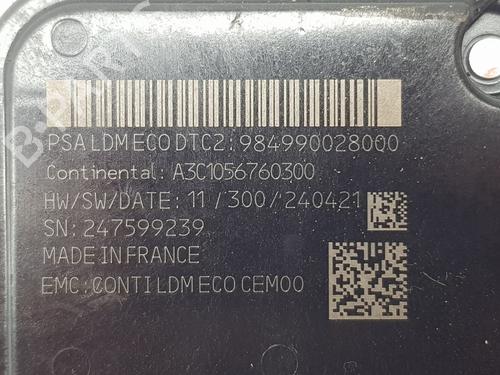 PSA LDM ECO DTC2: 984990028000
Continental: A3C1056760300
HW/SW/DATE: 11 / 300 / 240421
SN: 247599239
MADE IN FRANCE
EMC: CONTI LDM ECO CEM00
B-PARTS